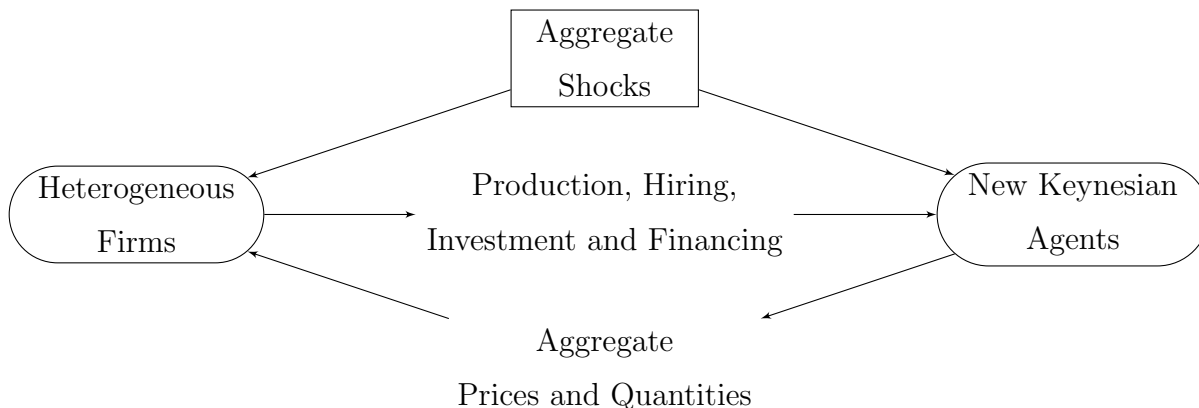 Aggregate
Shocks
Heterogeneous
Firms
Production, Hiring,
Investment and Financing
New Keynesian
Agents
Aggregate
Prices and Quantities